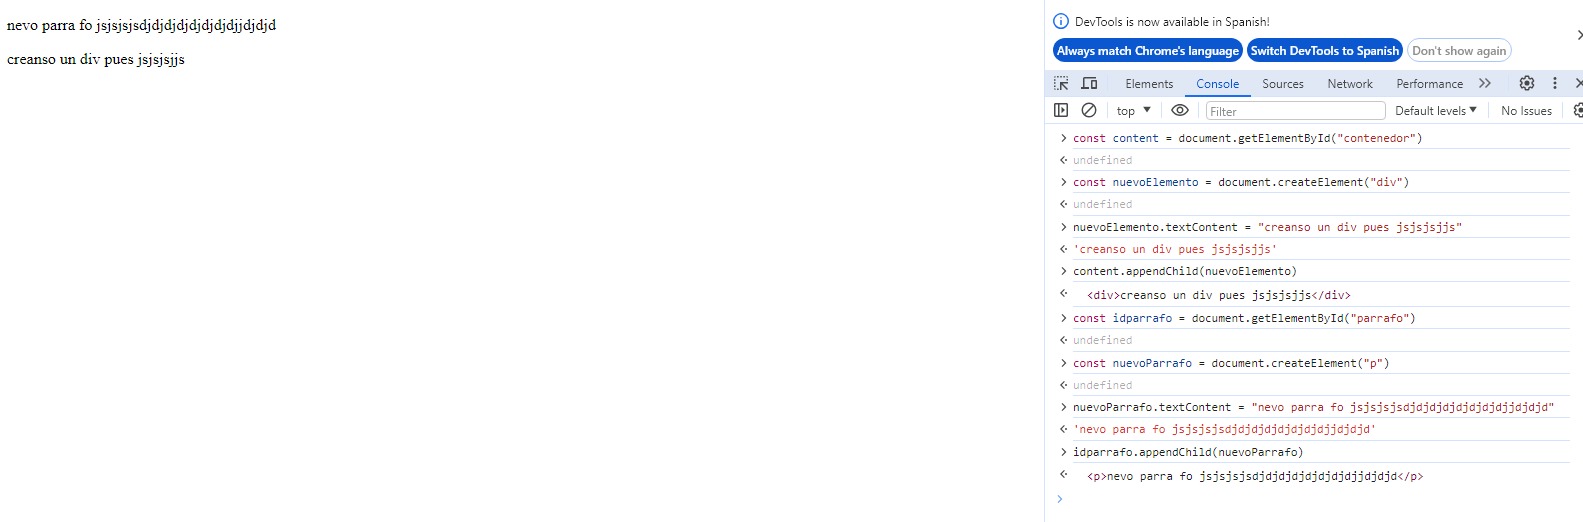 nevo parra fo jsjsjsjsdjdjdjdjdjdjdjdjdjjdjdjd
creanso un div pues jsjsjsjjs
DevTools is now available in Spanish!
Always match Chrome's language Switch DevTools to Spanish Don't show again
Elements Console Sources Network Performance
top Filter Default levels No Issues
const content = document.getElementById("contenedor")
undefined
const nuevoElemento = document.createElement("div")
undefined
nuevoElemento.textContent = "creanso un div pues jsjsjsjjs"
'creanso un div pues jsjsjsjjs'
content.appendChild(nuevoElemento)
<div>creanso un div pues jsjsjsjjs</div>
const idparrafo = document.getElementById("parrafo")
undefined
const nuevoParrafo = document.createElement("p")
undefined
nuevoParrafo.textContent = "nevo parra fo jsjsjsjsdjdjdjdjdjdjdjdjdjjdjdjd"
'nevo parra fo jsjsjsjsdjdjdjdjdjdjdjdjdjjdjdjd'
idparrafo.appendChild(nuevoParrafo)
<p>nevo parra fo jsjsjsjsdjdjdjdjdjdjdjdjdjjdjdjd</p>